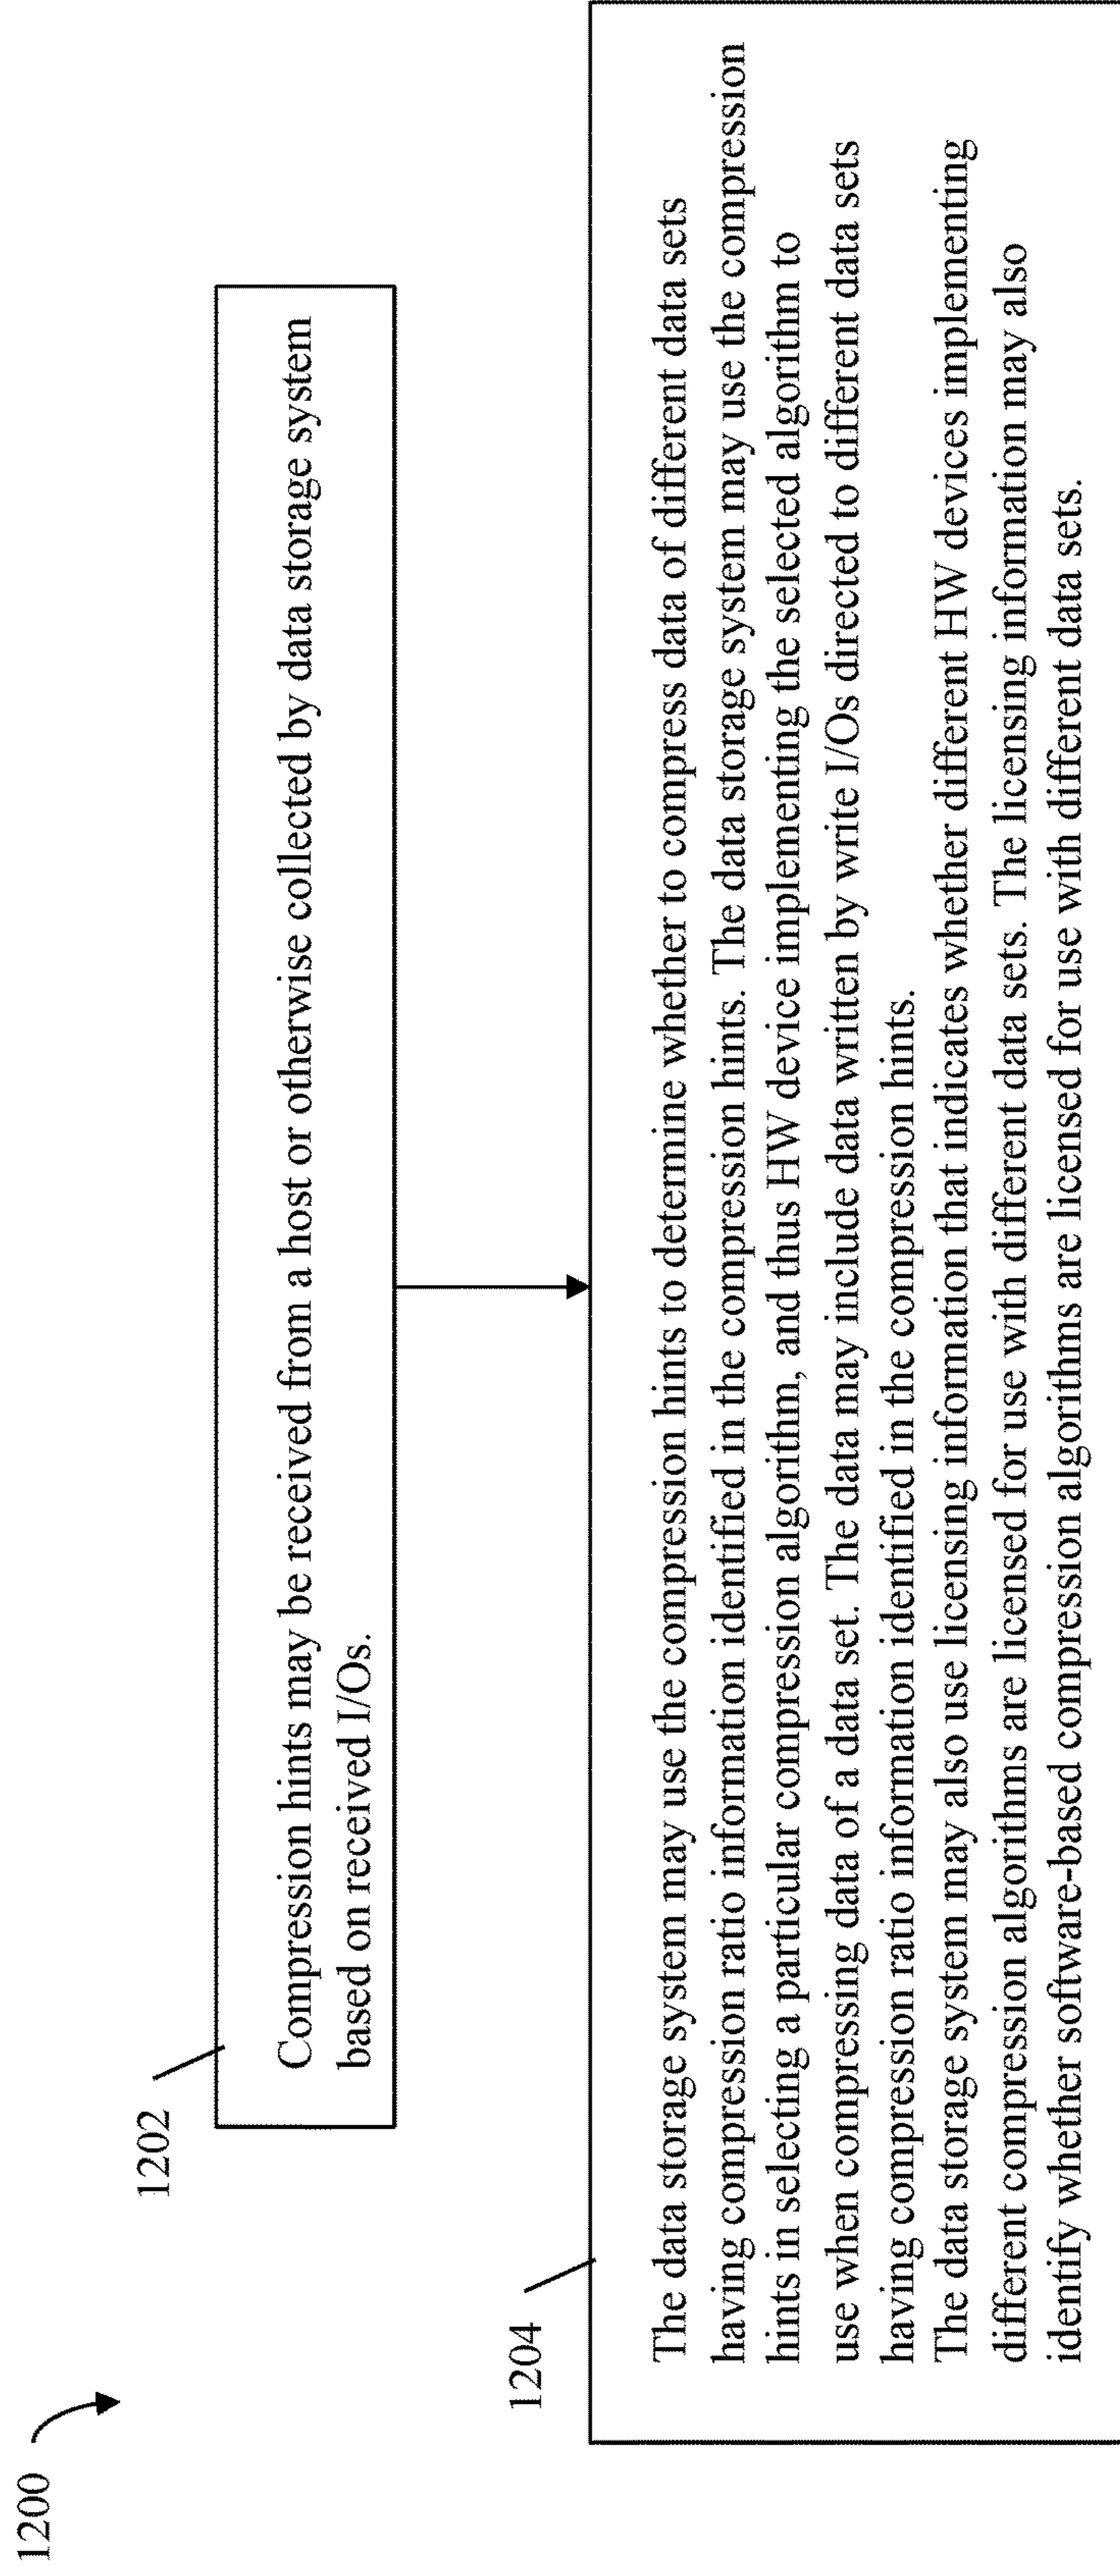 1200
1202
Compression hints may be received from a host or otherwise collected by data storage system
based on received I/Os.
1204
The data storage system may use the compression hints to determine whether to compress data of different data sets
having compression ratio information identified in the compression hints. The data storage system may use the compression
hints in selecting a particular compression algorithm, and thus HW device implementing the selected algorithm to
use when compressing data of a data set. The data may include data written by write I/Os directed to different data sets
having compression ratio information identified in the compression hints.
The data storage system may also use licensing information that indicates whether different HW devices implementing
different compression algorithms are licensed for use with different data sets. The licensing information may also
identify whether software-based compression algorithms are licensed for use with different data sets.